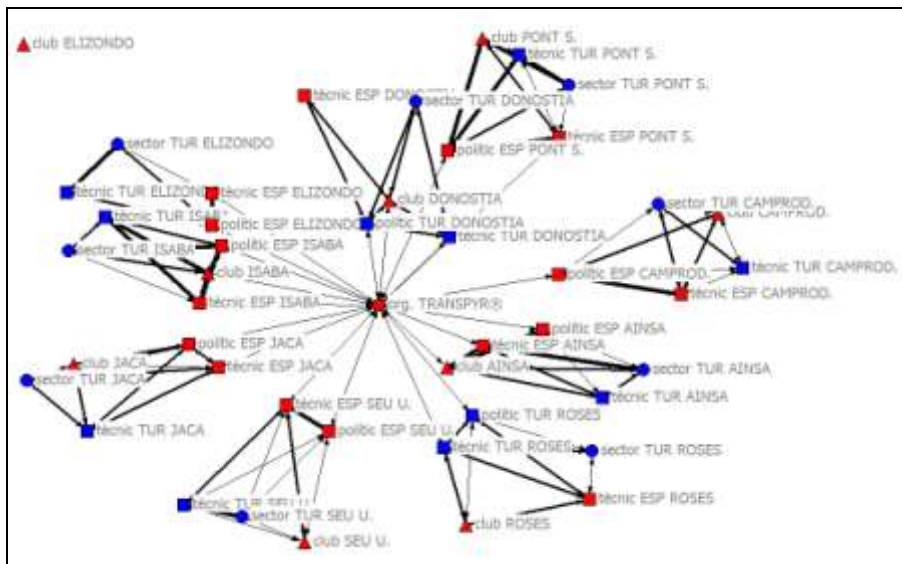 club ELIZONDO
club PONT S.
tècnic TUR PONT S.
sector TUR PONT S.
tècnic ESP DONOSTIA
sector TUR DONOSTIA
tècnic ESP PONT S.
polític ESP PONT S.
sector TUR ELIZONDO
tècnic TUR ELIZONDO
tècnic ESP ELIZONDO
club DONOSTIA
sector TUR CAMPROD.
club CAMPROD.
tècnic TUR ISABA
polític ESP ELIZONDO
polític TUR DONOSTIA
tècnic TUR DONOSTIA
sector TUR ISABA
polític ESP ISABA
club ISABA
polític ESP CAMPROD.
tècnic TUR CAMPROD.
tècnic ESP CAMPROD.
tècnic ESP ISABA
org. TRANSPYR®
polític ESP AINSA
polític ESP JACA
tècnic ESP AINSA
club JACA
tècnic ESP JACA
club AINSA
sector TUR AINSA
sector TUR JACA
tècnic TUR AINSA
tècnic ESP SEU U.
polític TUR ROSES
tècnic TUR JACA
polític ESP SEU U.
tècnic TUR ROSES
sector TUR ROSES
tècnic TUR SEU U.
tècnic ESP ROSES
sector TUR SEU U.
club ROSES
club SEU U.